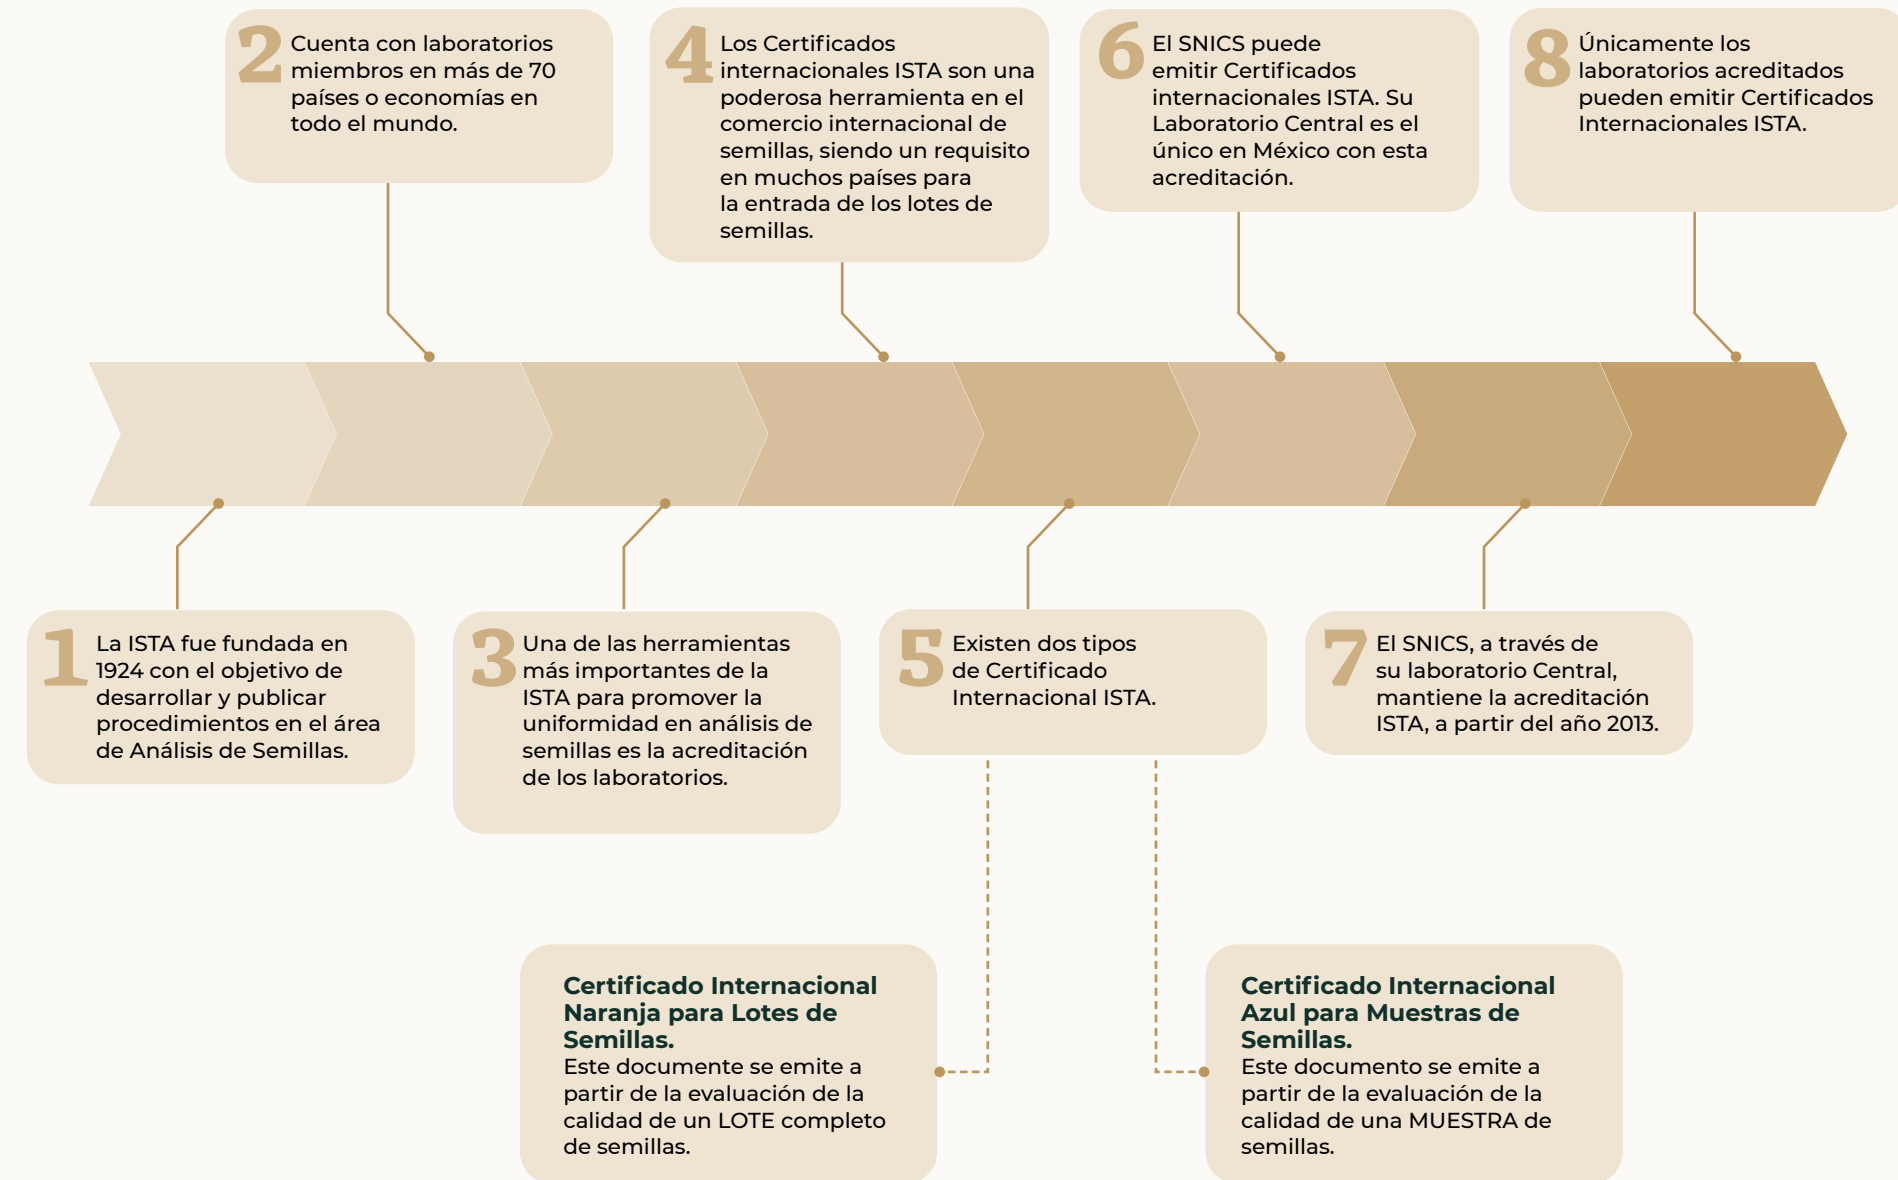 1
La ISTA fue fundada en
1924 con el objetivo de
desarrollar y publicar
procedimientos en el área
de Análisis de Semillas.
2
Cuenta con laboratorios
miembros en más de 70
países o economías en
todo el mundo.
3
Una de las herramientas
más importantes de la
ISTA para promover la
uniformidad en análisis de
semillas es la acreditación
de los laboratorios.
4
Los Certificados
internacionales ISTA son una
poderosa herramienta en el
comercio internacional de
semillas, siendo un requisito
en muchos países para
la entrada de los lotes de
semillas.
5
Existen dos tipos
de Certificado
Internacional ISTA.
Certificado Internacional
Naranja para Lotes de
Semillas.
Este documente se emite a
partir de la evaluación de la
calidad de un LOTE completo
de semillas.
Certificado Internacional
Azul para Muestras de
Semillas.
Este documento se emite a
partir de la evaluación de la
calidad de una MUESTRA de
semillas.
6
El SNICS puede
emitir Certificados
internacionales ISTA. Su
Laboratorio Central es el
único en México con esta
acreditación.
7
El SNICS, a través de
su laboratorio Central,
mantiene la acreditación
ISTA, a partir del año 2013.
8
Únicamente los
laboratorios acreditados
pueden emitir Certificados
Internacionales ISTA.